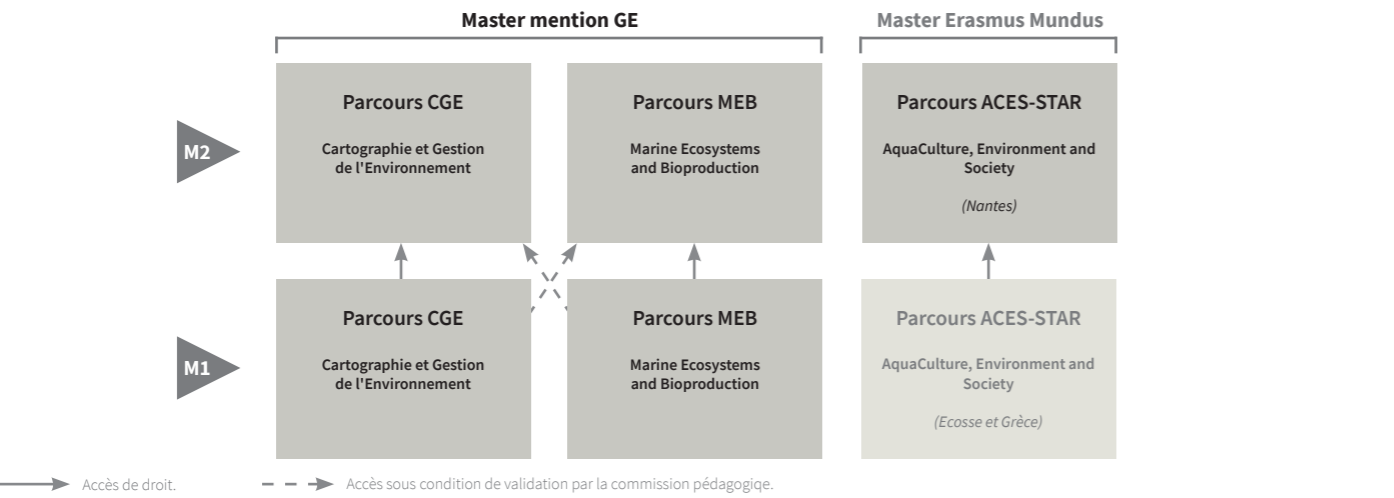 Master mention GE
Master Erasmus Mundus
M2
Parcours CGE
Cartographie et Gestion
de l'Environnement
Parcours MEB
Marine Ecosystems
and Bioproduction
Parcours ACES-STAR
AquaCulture, Environment and
Society
(Nantes)
M1
Parcours CGE
Cartographie et Gestion
de l'Environnement
Parcours MEB
Marine Ecosystems
and Bioproduction
Parcours ACES-STAR
AquaCulture, Environment and
Society
(Ecosse et Grèce)
Accès de droit.
Accès sous condition de validation par la commission pédagogiqe.